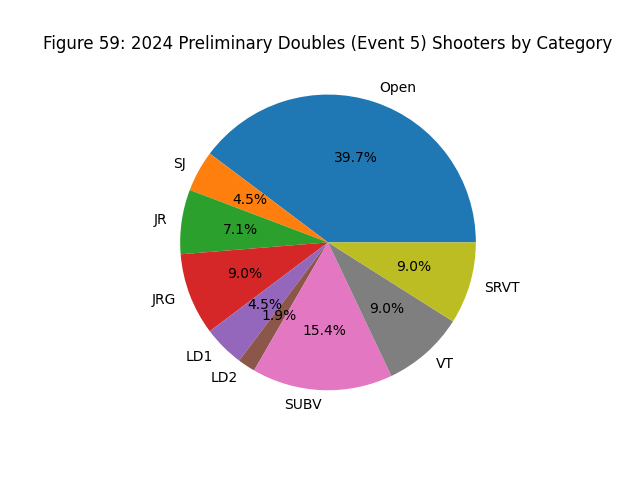 Figure 59: 2024 Preliminary Doubles (Event 5) Shooters by Category
Open
39.7%
SJ
4.5%
JR
7.1%
JRG
9.0%
LD1
4.5%
LD2
1.9%
SUBV
15.4%
VT
9.0%
SRVT
9.0%